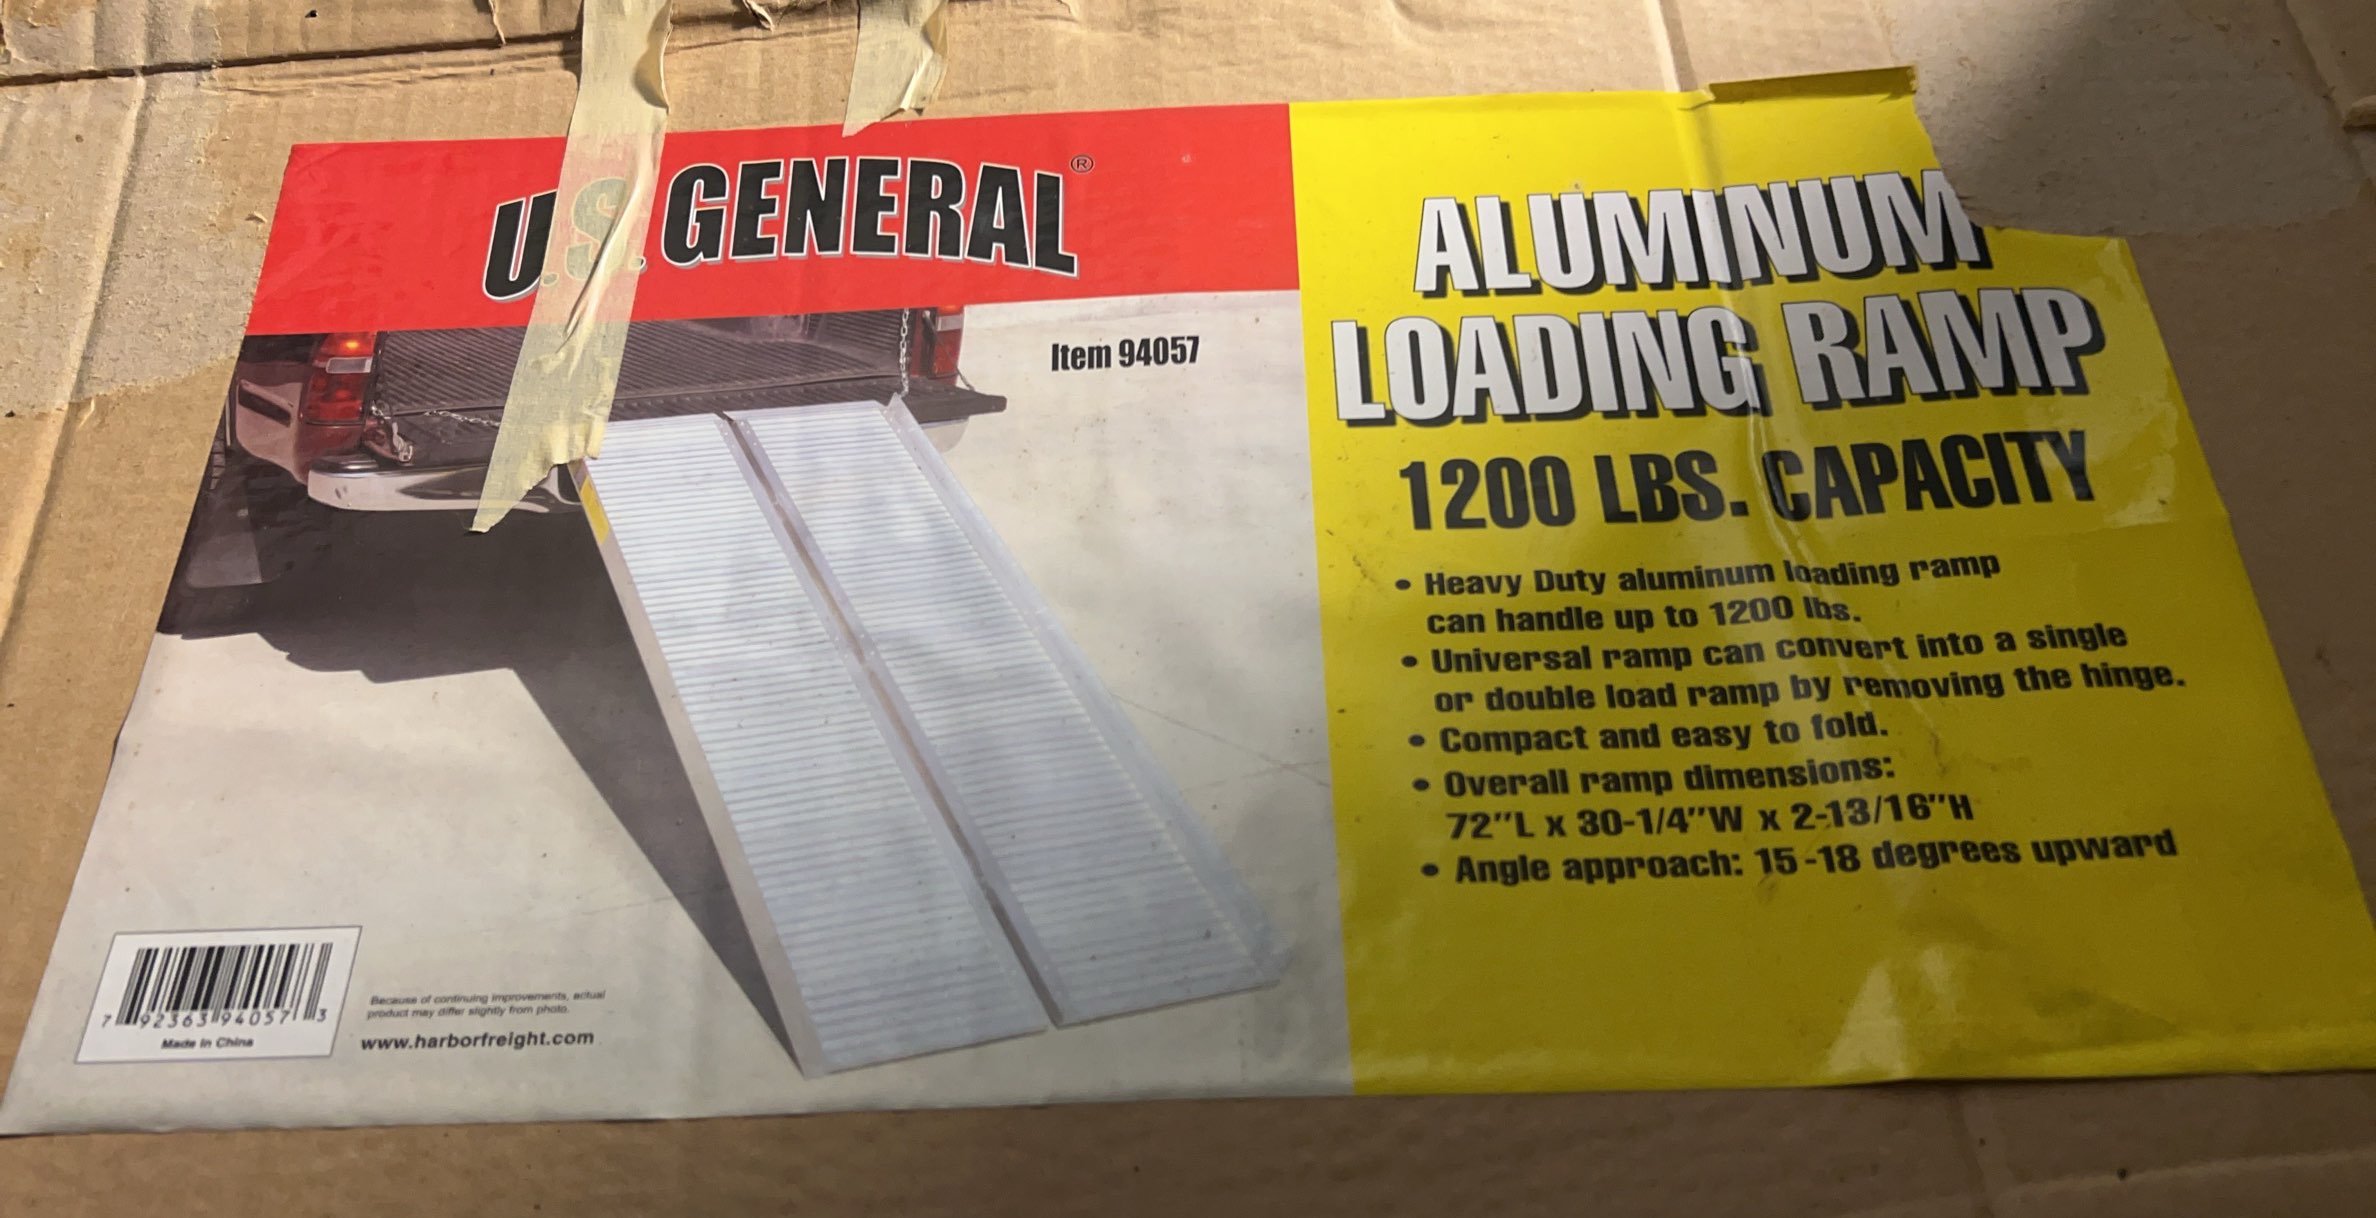 U.S. GENERAL®
Item 94057
ALUMINUM
LOADING RAMP
1200 LBS. CAPACITY
• Heavy Duty aluminum loading ramp
can handle up to 1200 lbs.
• Universal ramp can convert into a single
or double load ramp by removing the hinge.
• Compact and easy to fold.
• Overall ramp dimensions:
72"L x 30-1/4"W x 2-13/16"H
• Angle approach: 15-18 degrees upward
7 92363 94057 3
Made in China
Because of continuing improvements, actual
product may differ slightly from photo.
www.harborfreight.com